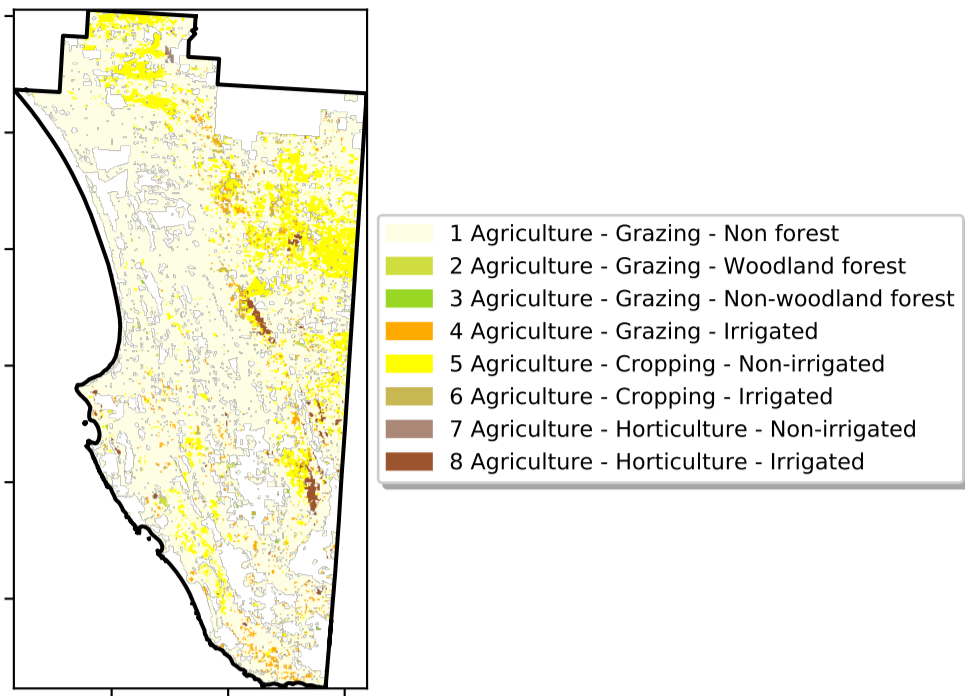 1 Agriculture - Grazing - Non forest
2 Agriculture - Grazing - Woodland forest
3 Agriculture - Grazing - Non-woodland forest
4 Agriculture - Grazing - Irrigated
5 Agriculture - Cropping - Non-irrigated
6 Agriculture - Cropping - Irrigated
7 Agriculture - Horticulture - Non-irrigated
8 Agriculture - Horticulture - Irrigated